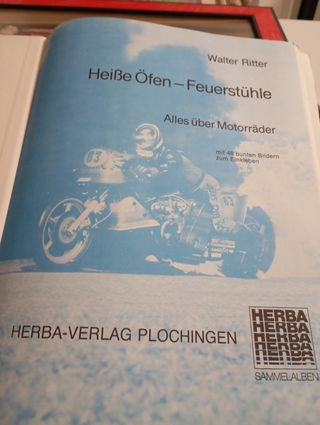 Walter Ritter
Heiße Öfen – Feuerstühle
Alles über Motorräder
mit 48 bunten Bildern
zum Einkleben
83
HERBA-VERLAG PLOCHINGEN
HERBA
HERBA
HERBA
HERBA
HERBA
SAMMELALBEN